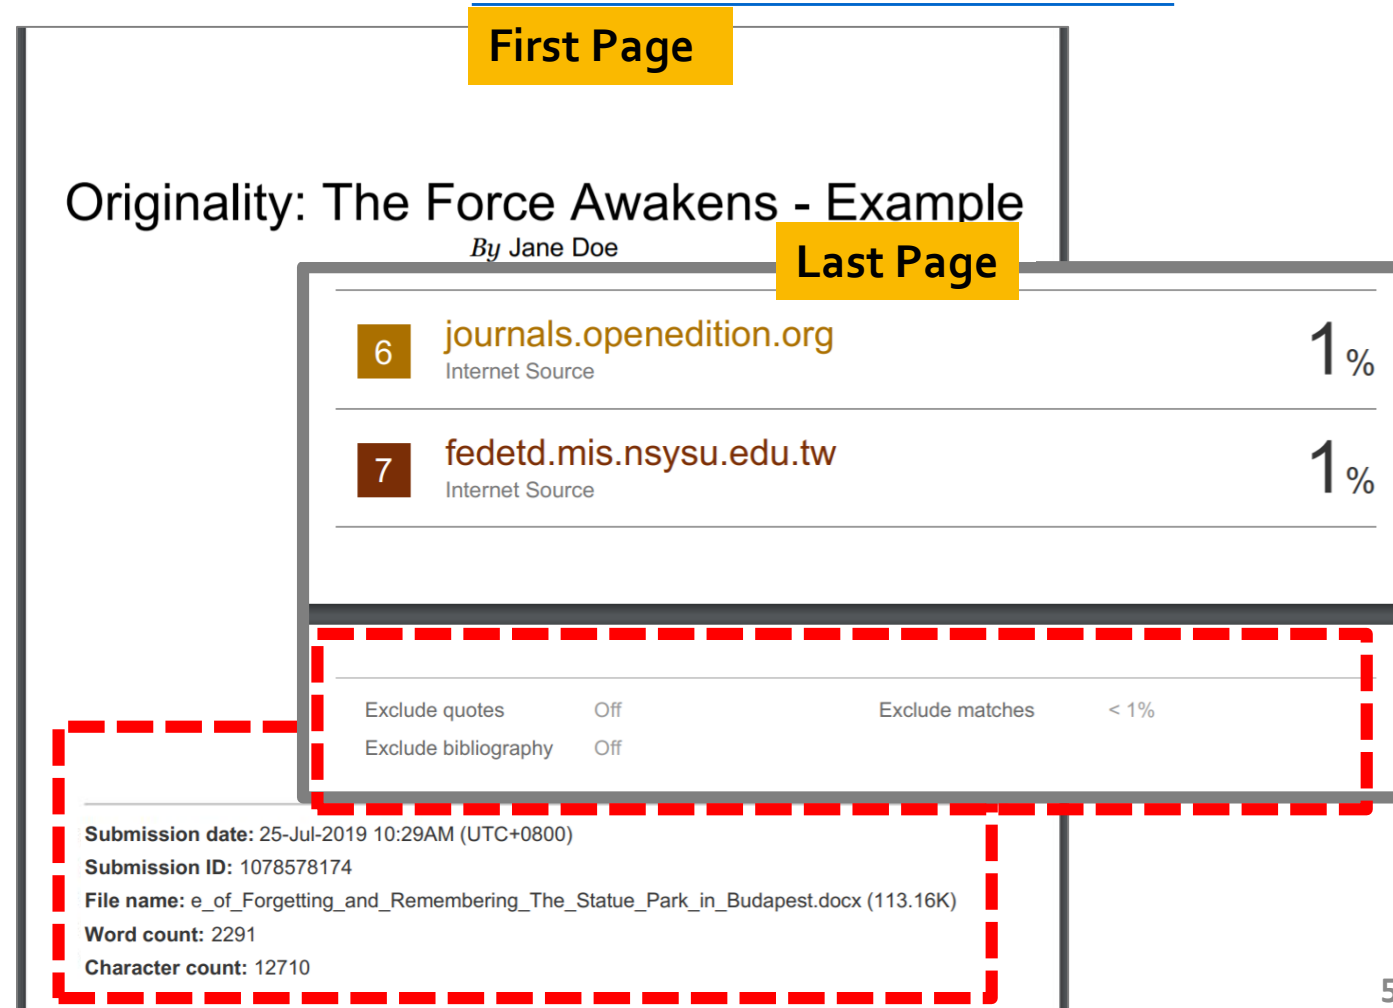 First Page
Originality: The Force Awakens - Example
By Jane Doe
Last Page
6 journals.openedition.org 1%
Internet Source
7 fedetd.mis.nsysu.edu.tw 1%
Internet Source
Exclude quotes Off Exclude matches < 1%
Exclude bibliography Off
Submission date: 25-Jul-2019 10:29AM (UTC+0800)
Submission ID: 1078578174
File name: e_of_Forgetting_and_Remembering_The_Statue_Park_in_Budapest.docx (113.16K)
Word count: 2291
Character count: 12710